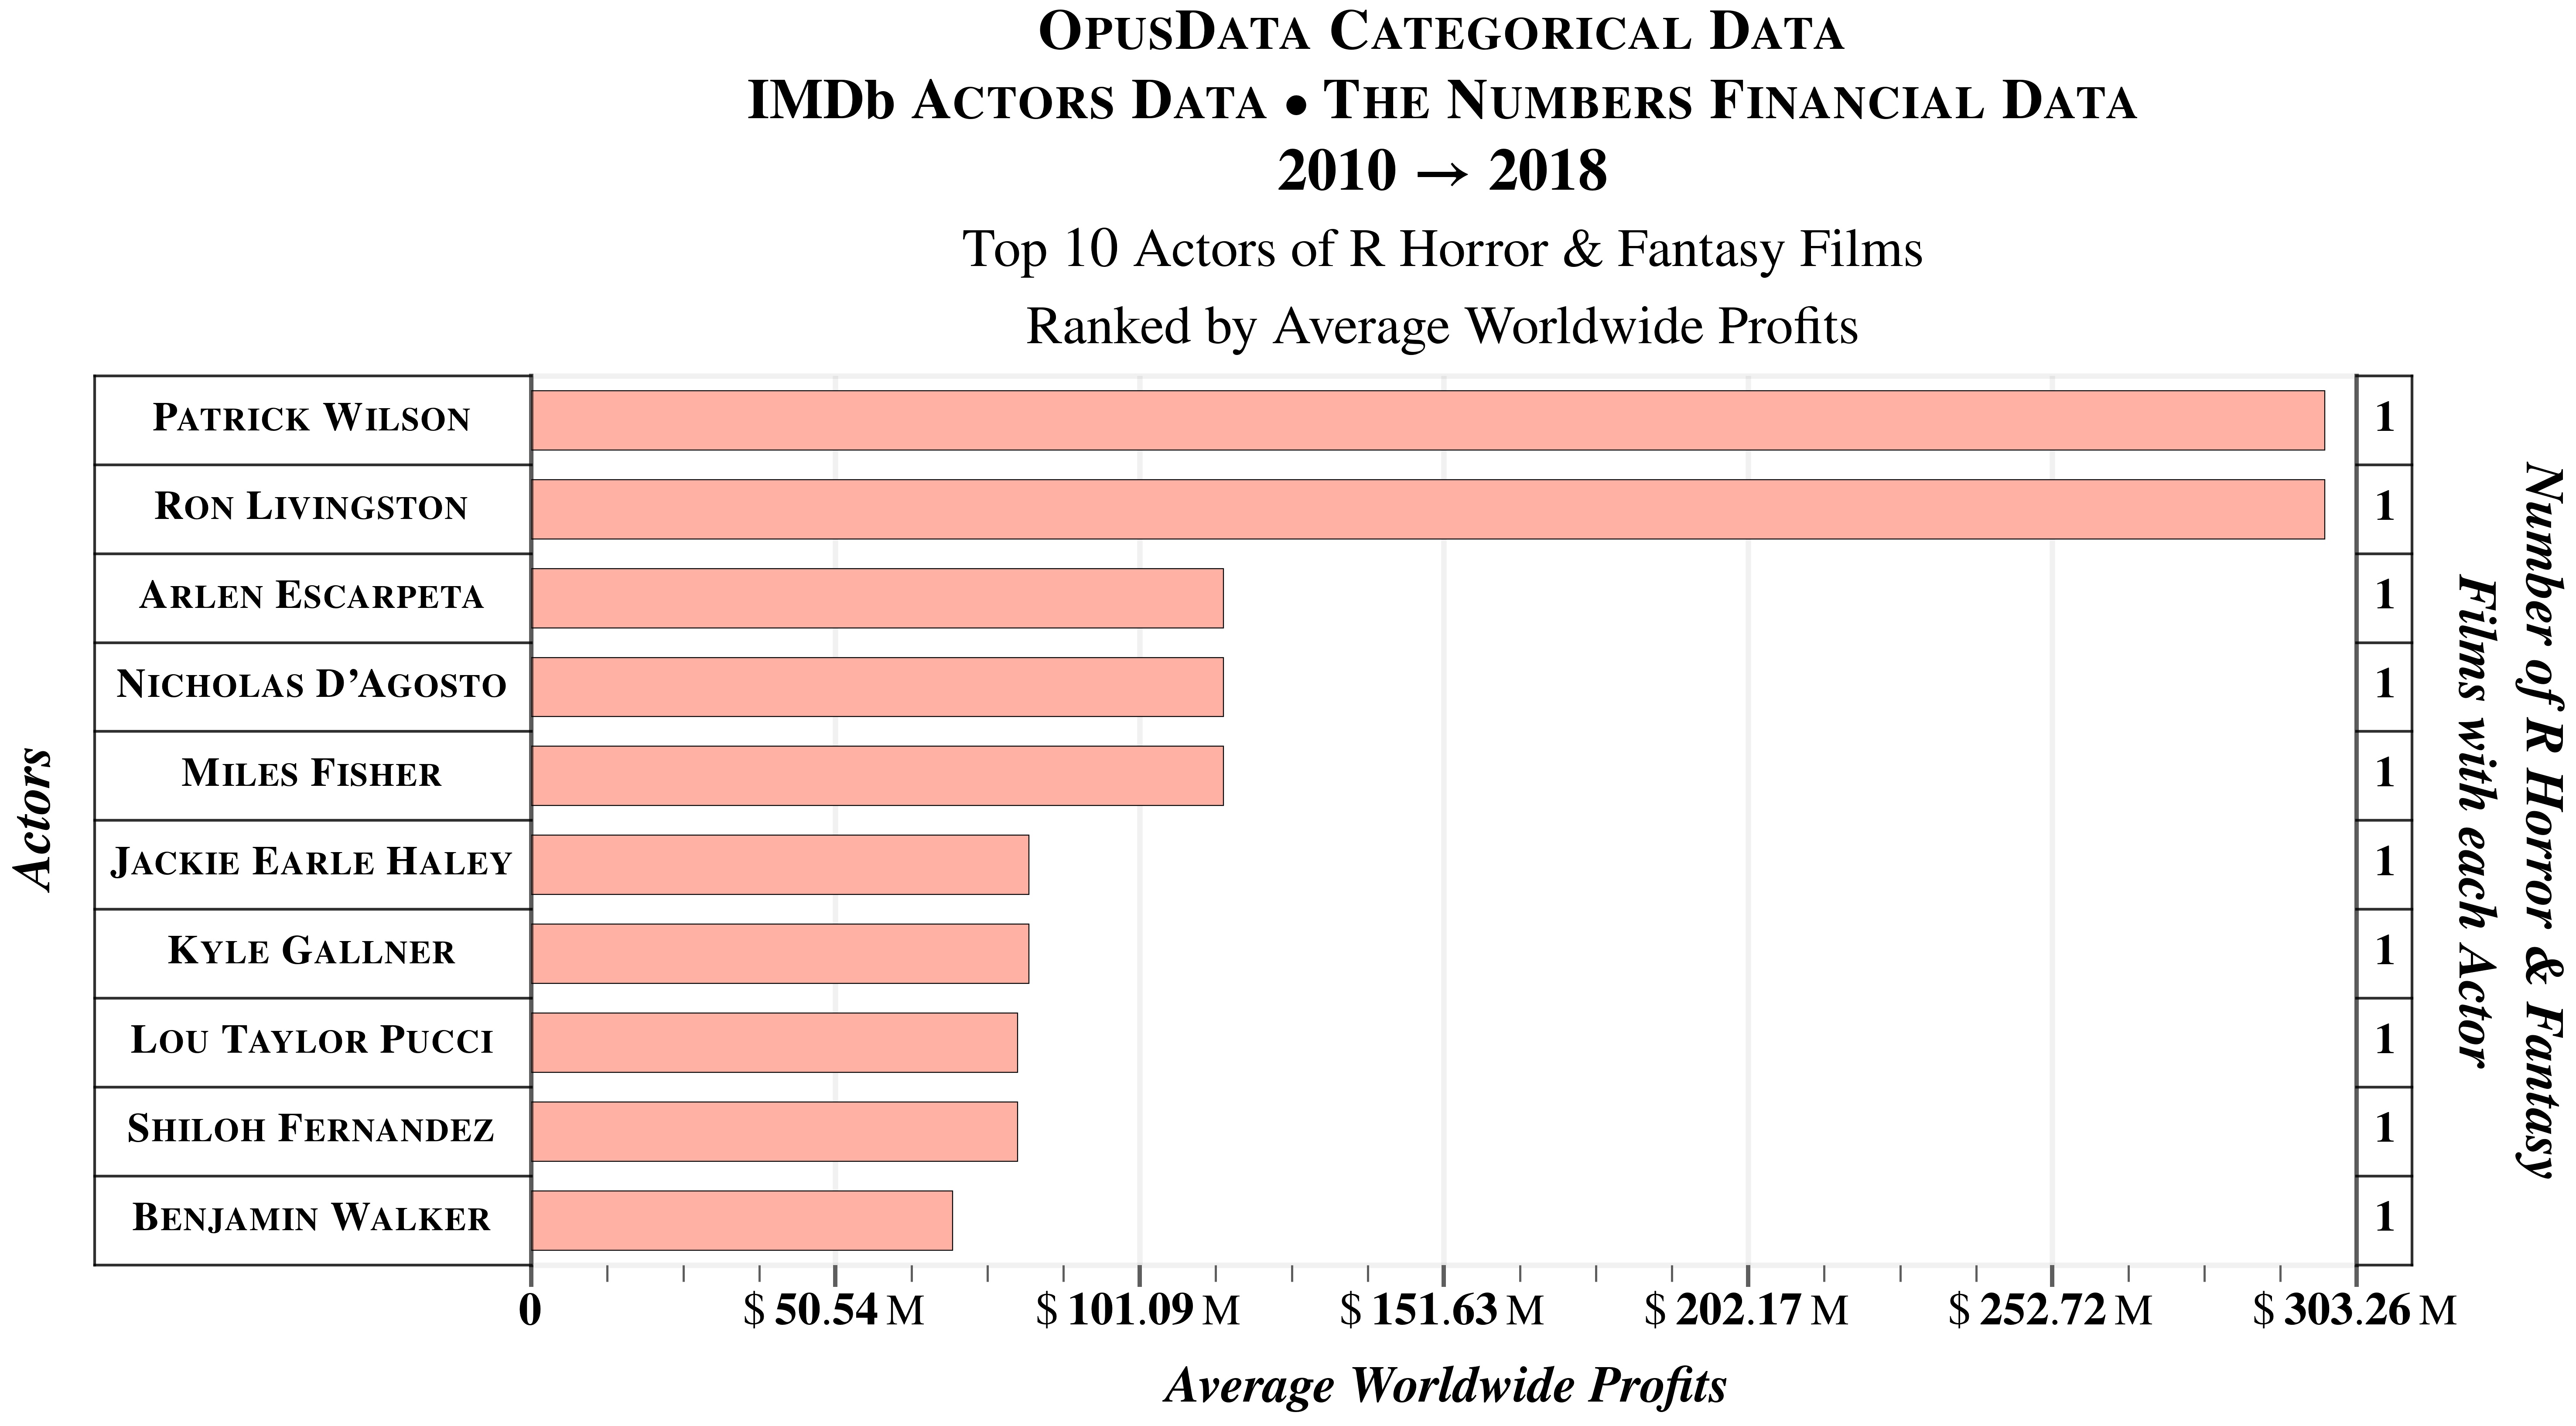 OpusData Categorical Data
IMDb Actors Data • The Numbers Financial Data
2010 → 2018
Top 10 Actors of R Horror & Fantasy Films
Ranked by Average Worldwide Profits
Actors
Patrick Wilson 1
Ron Livingston 1
Arlen Escarpeta 1
Nicholas D’Agosto 1
Miles Fisher 1
Jackie Earle Haley 1
Kyle Gallner 1
Lou Taylor Pucci 1
Shiloh Fernandez 1
Benjamin Walker 1
Number of R Horror & Fantasy
Films with each Actor
0 $ 50.54 M $ 101.09 M $ 151.63 M $ 202.17 M $ 252.72 M $ 303.26 M
Average Worldwide Profits